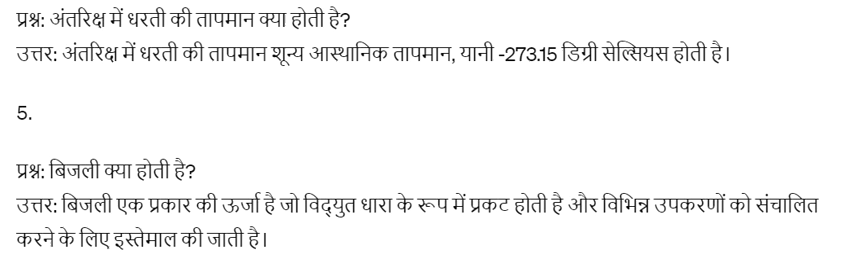 प्रश्न: अंतरिक्ष में धरती की तापमान क्या होती है?
उत्तर: अंतरिक्ष में धरती की तापमान शून्य आस्थानिक तापमान, यानी -273.15 डिग्री सेल्सियस होती है।
5.
प्रश्न: बिजली क्या होती है?
उत्तर: बिजली एक प्रकार की ऊर्जा है जो विद्युत धारा के रूप में प्रकट होती है और विभिन्न उपकरणों को संचालित
करने के लिए इस्तेमाल की जाती है।